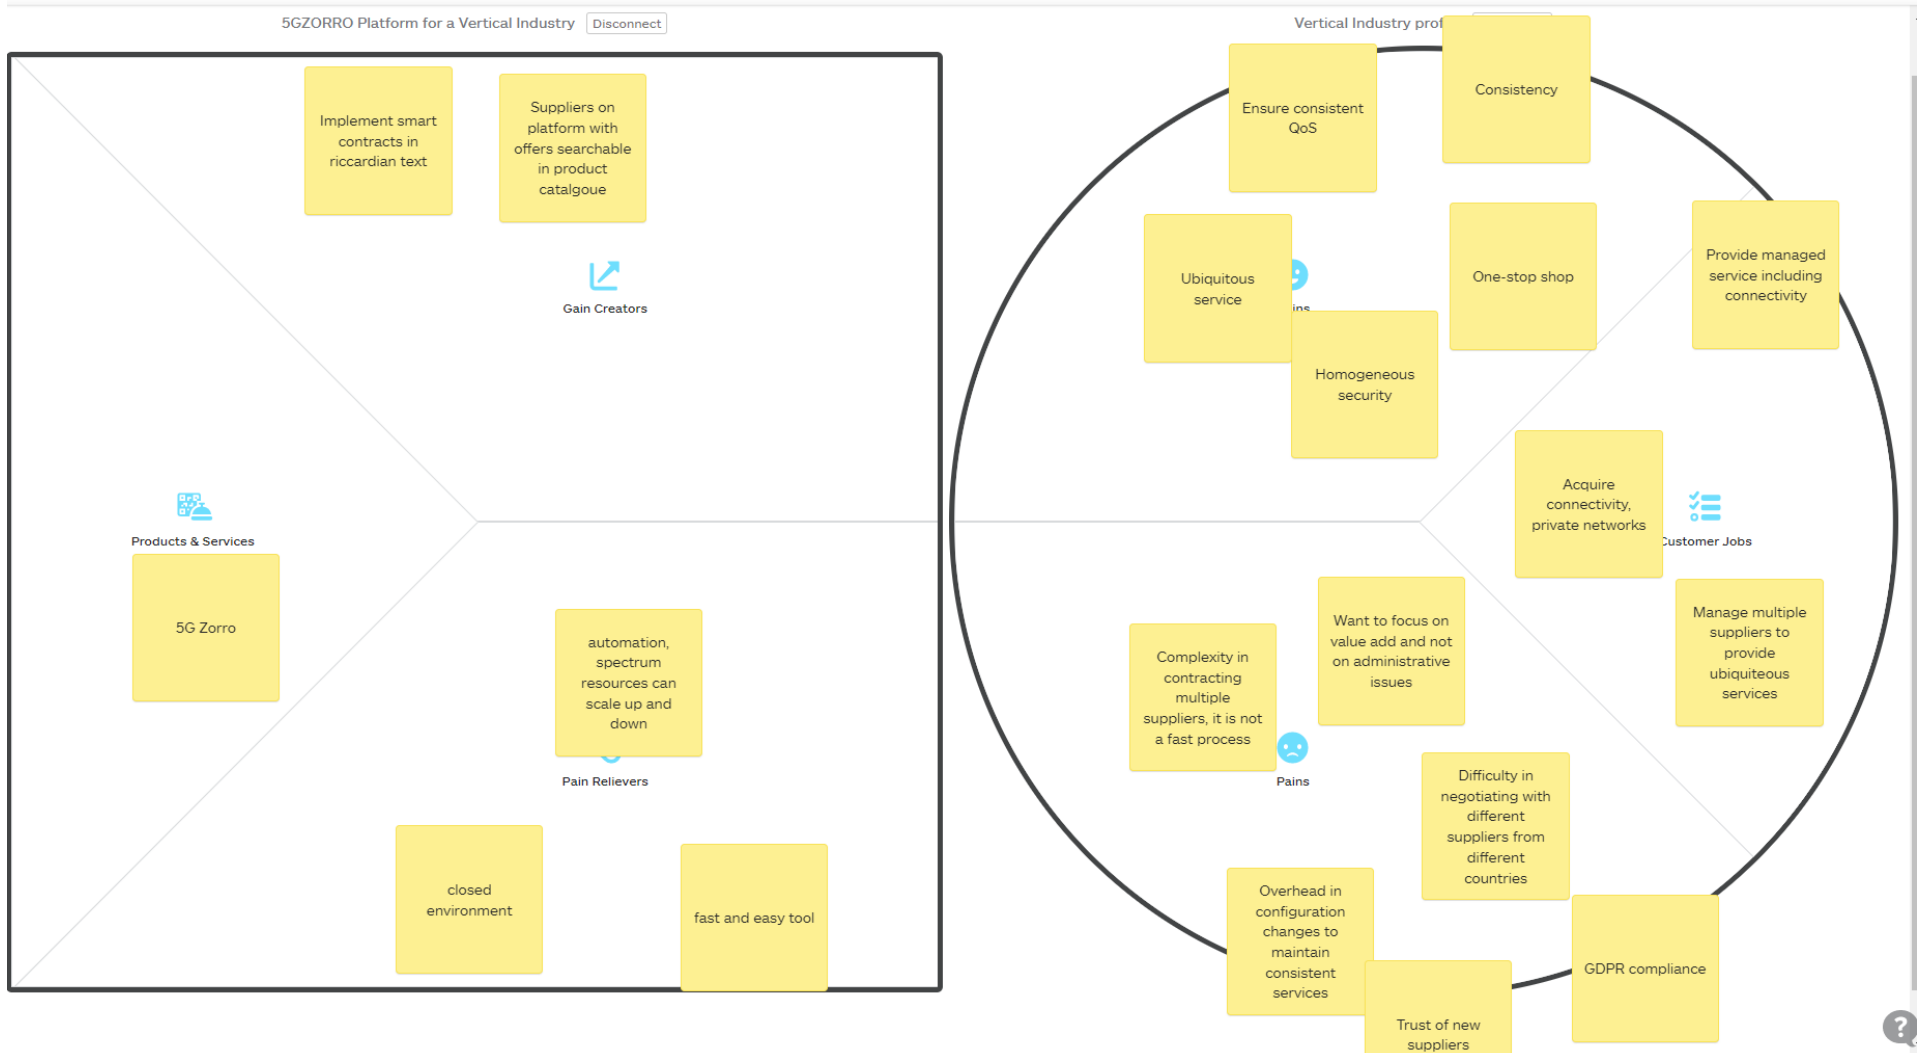 5GZORRO Platform for a Vertical Industry
Disconnect
Implement smart
contracts in
riccardian text
Suppliers on
platform with
offers searchable
in product
catalgoue
Gain Creators
Products & Services
5G Zorro
automation,
spectrum
resources can
scale up and
down
Pain Relievers
closed
environment
fast and easy tool
Vertical Industry prof
Ensure consistent
QoS
Consistency
Ubiquitous
service
ins
One-stop shop
Homogeneous
security
Provide managed
service including
connectivity
Acquire
connectivity,
private networks
Customer Jobs
Manage multiple
suppliers to
provide
ubiquiteous
services
Want to focus on
value add and not
on administrative
issues
Complexity in
contracting
multiple
suppliers, it is not
a fast process
Pains
Difficulty in
negotiating with
different
suppliers from
different
countries
Overhead in
configuration
changes to
maintain
consistent
services
GDPR compliance
Trust of new
suppliers
?